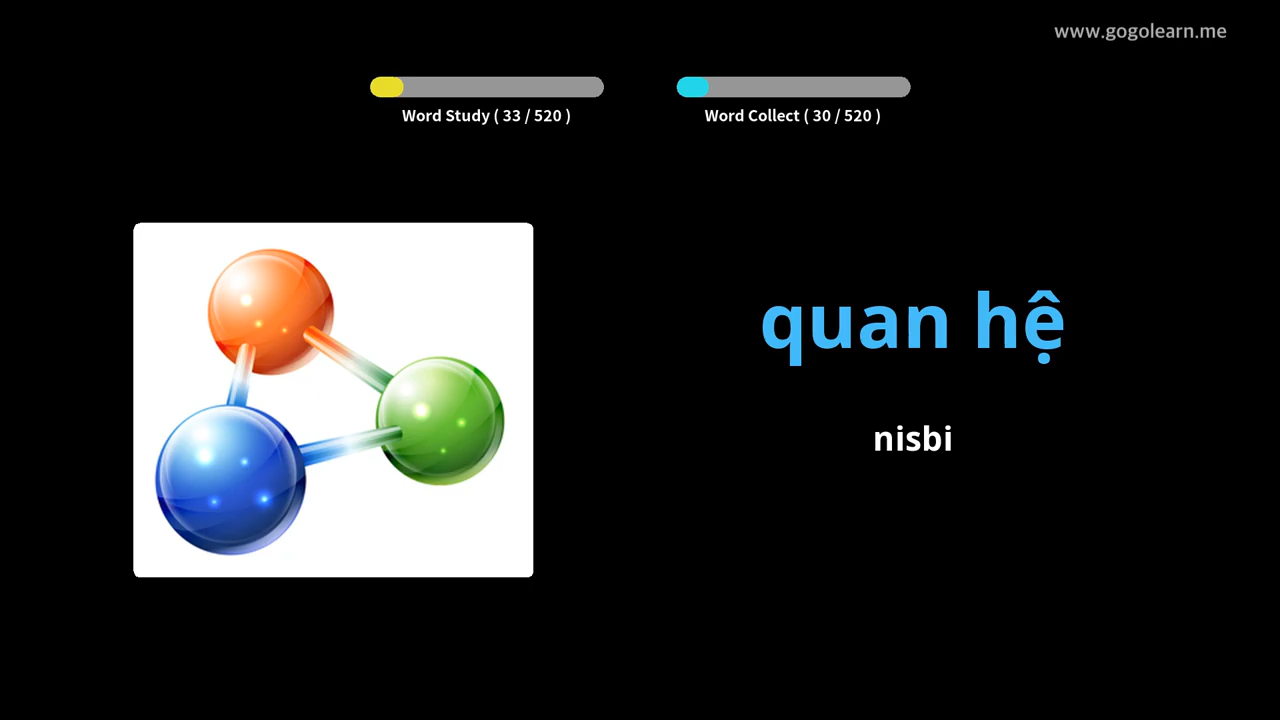 www.gogolearn.me
Word Study ( 33 / 520 )
Word Collect ( 30 / 520 )
quan hệ
nisbi